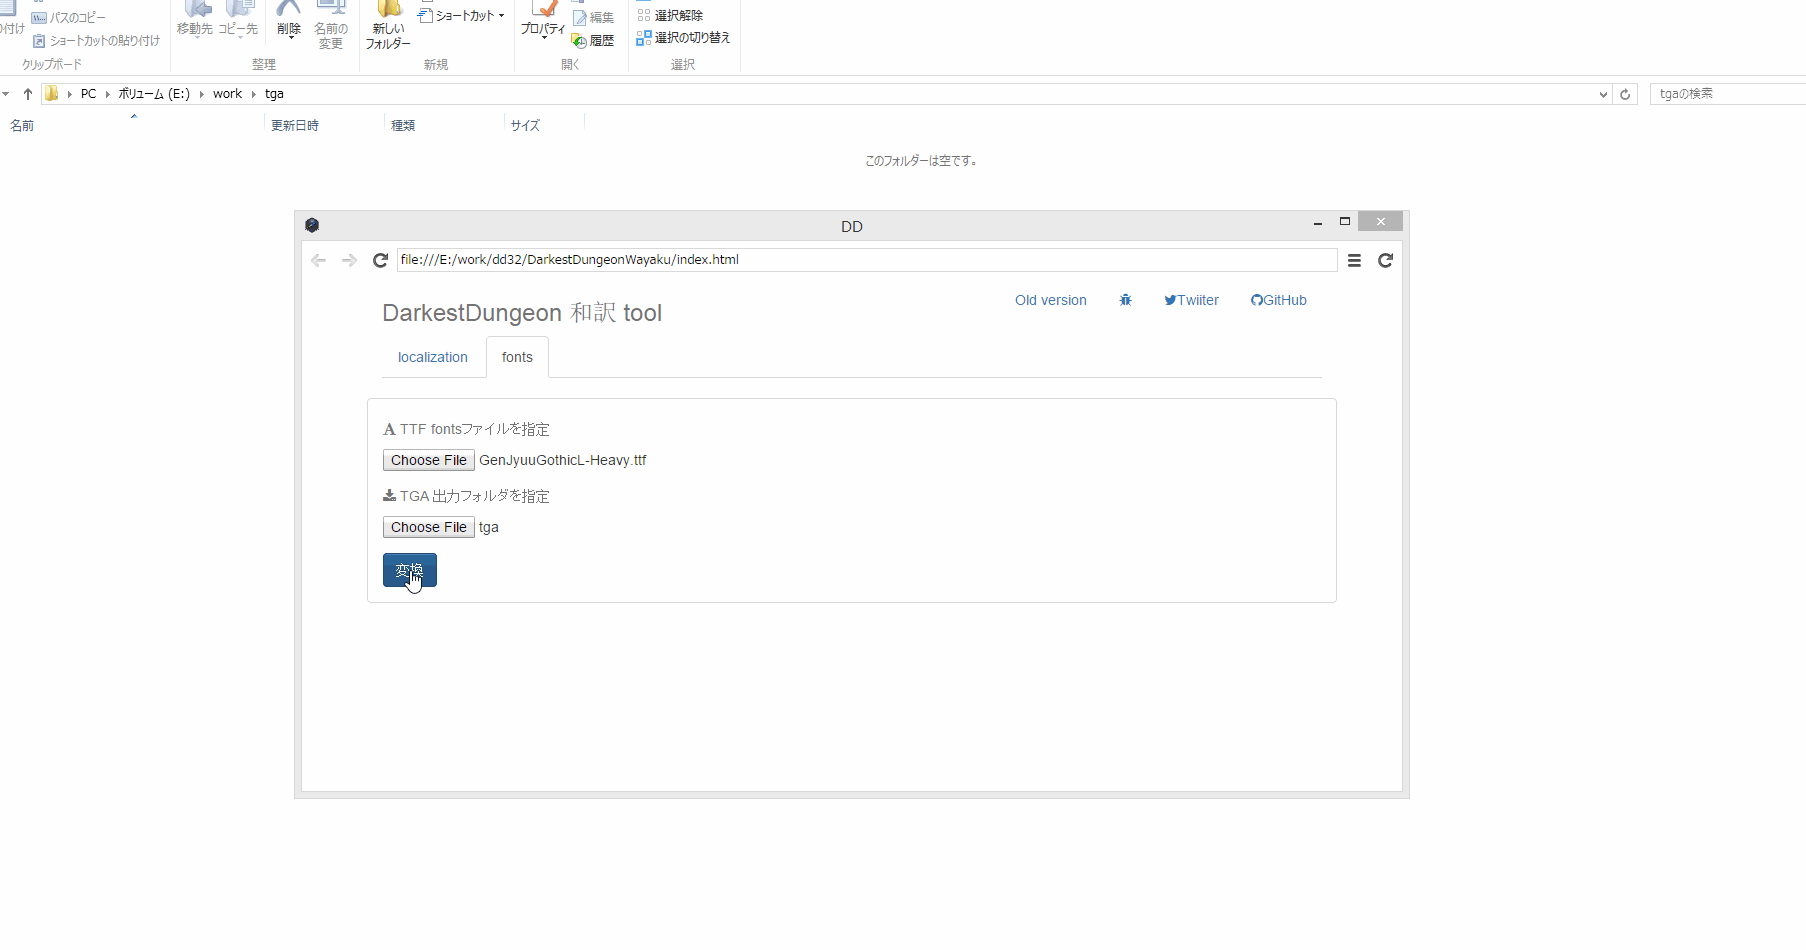 パスのコピー
ショートカットの貼り付け
クリップボード
移動先 コピー先
削除
名前の
変更
整理
新しい
フォルダー
ショートカット
新規
プロパティ
編集
履歴
開く
選択解除
選択の切り替え
選択
PC ボリューム (E:) work tga
tgaの検索
名前 更新日時 種類 サイズ
このフォルダーは空です。
DD
file:///E:/work/dd32/DarkestDungeonWayaku/index.html
DarkestDungeon 和訳 tool
Old version Twiiter GitHub
localization fonts
TTF fontsファイルを指定
Choose File GenJyuuGothicL-Heavy.ttf
TGA 出力フォルダを指定
Choose File tga
変換